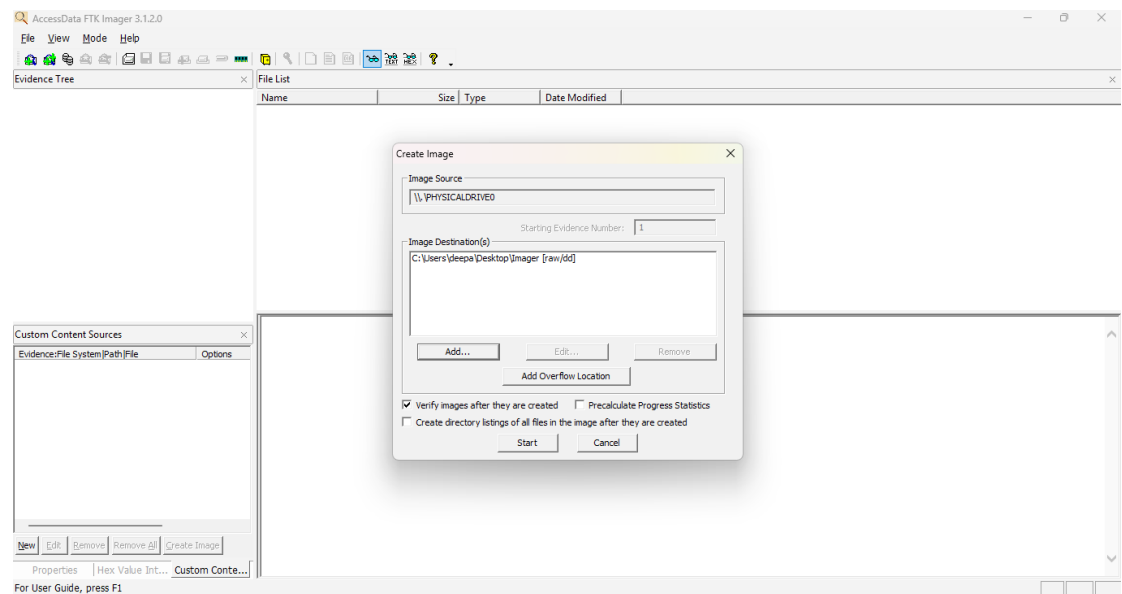 AccessData FTK Imager 3.1.2.0
File View Mode Help
Evidence Tree
File List
Name Size Type Date Modified
Create Image
Image Source
\\.\PHYSICALDRIVE0
Starting Evidence Number: 1
Image Destination(s)
C:\Users\deepa\Desktop\Imager [raw/dd]
Add... Edit... Remove
Add Overflow Location
Verify images after they are created Precalculate Progress Statistics
Create directory listings of all files in the image after they are created
Start Cancel
Custom Content Sources
Evidence:File System|Path|File Options
New Edit Remove Remove All Create Image
Properties Hex Value Int... Custom Conte...
For User Guide, press F1